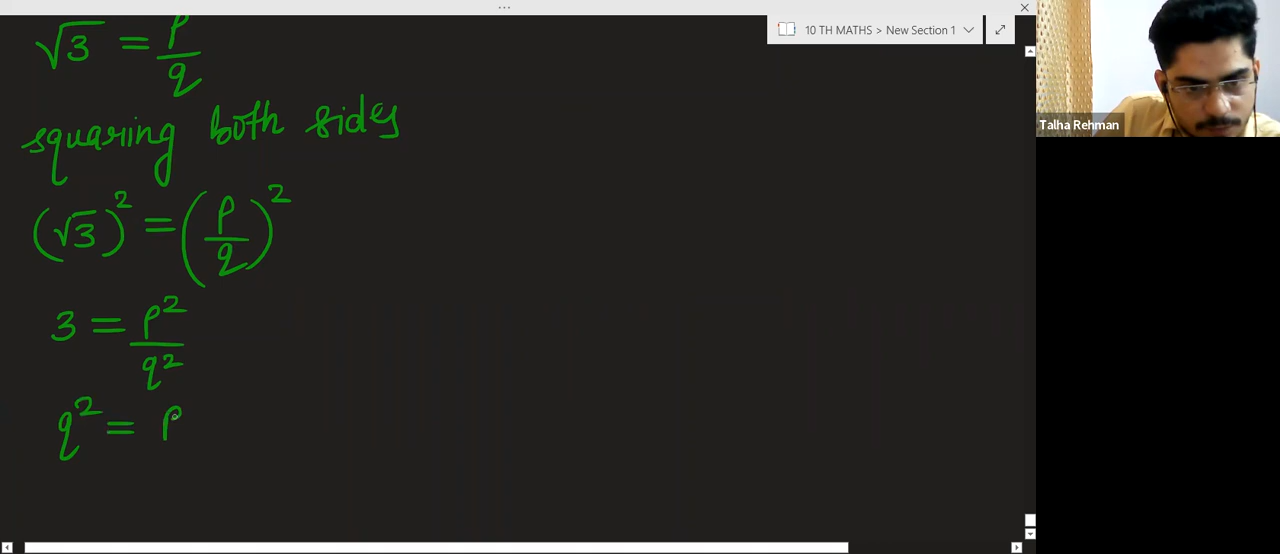 10 TH MATHS > New Section 1
Talha Rehman
√3 = p/q
squaring both sides
(√3)² = (p/q)²
3 = p²/q²
q² = p